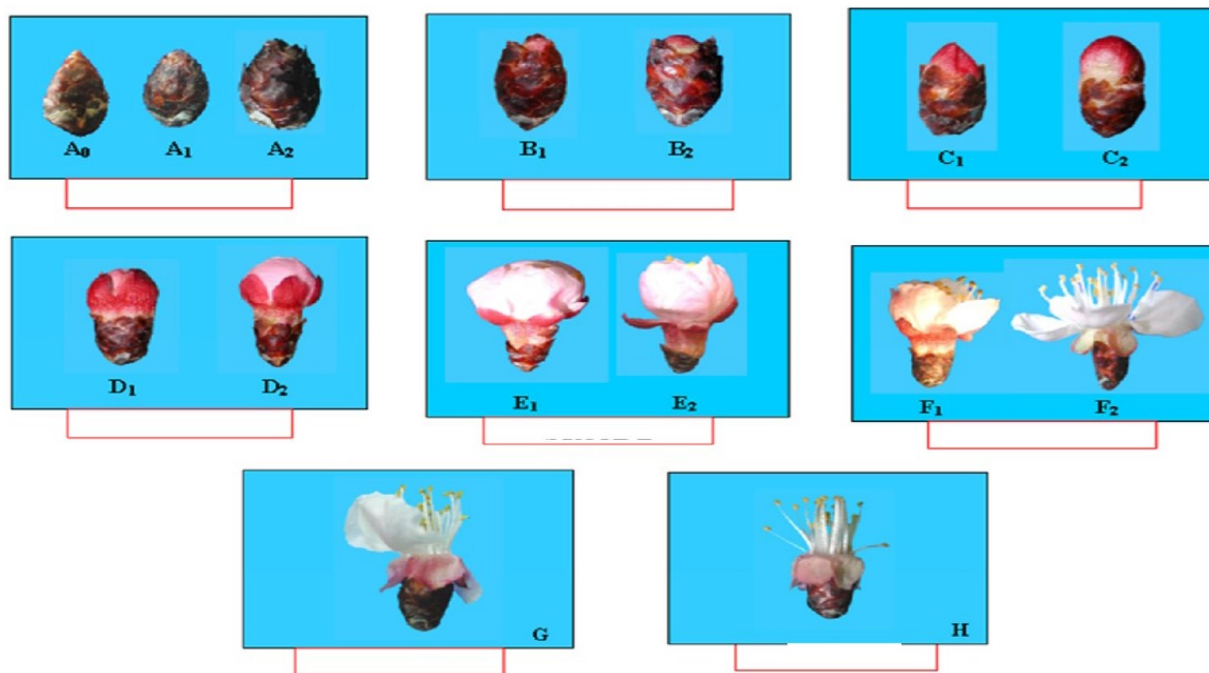 A₀ A₁ A₂
B₁ B₂
C₁ C₂
D₁ D₂
E₁ E₂
F₁ F₂
G
H